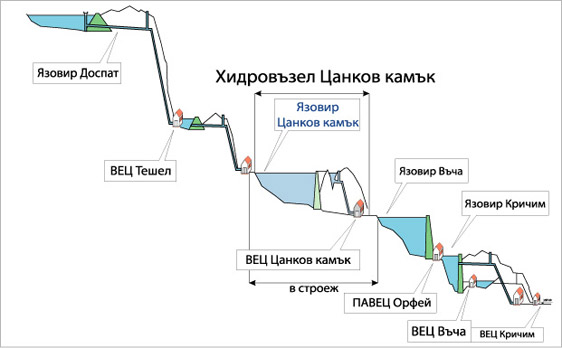 Хидровъзел Цанков камък
Язовир Доспат
Язовир
Цанков камък
ВЕЦ Тешел
Язовир Въча
Язовир Кричим
ВЕЦ Цанков камък
в строеж
ПАВЕЦ Орфей
ВЕЦ Въча
ВЕЦ Кричим